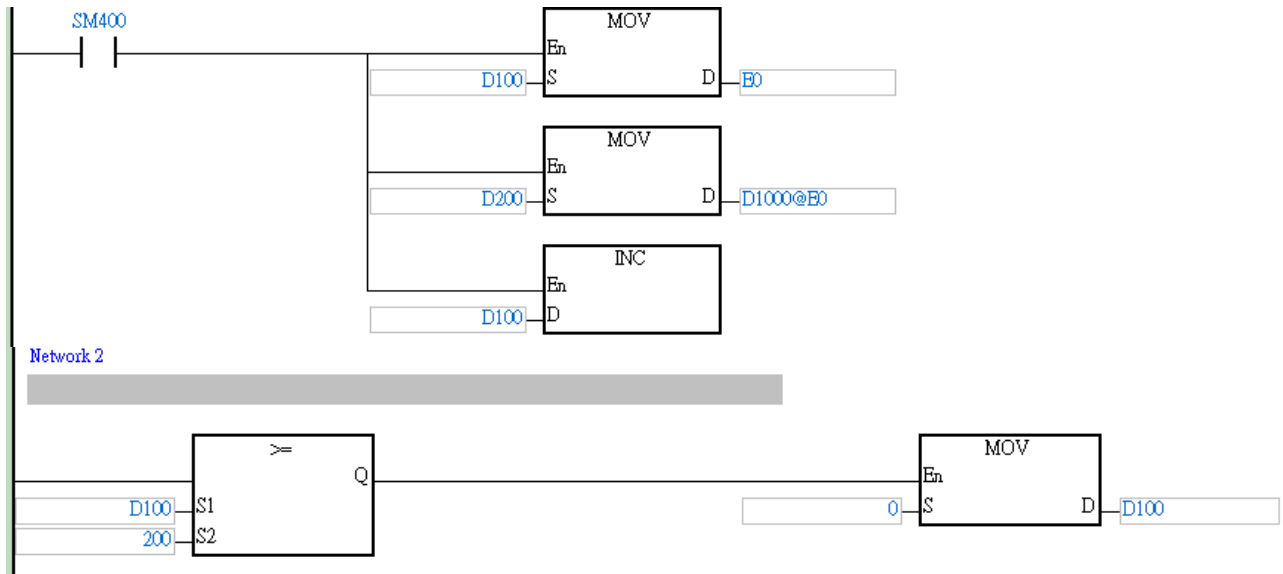 SM400
MOV
En
D100 S D E0
MOV
En
D200 S D D1000@E0
INC
En
D100 D
Network 2
>=
Q
D100 S1
200 S2
MOV
En
0 S D D100